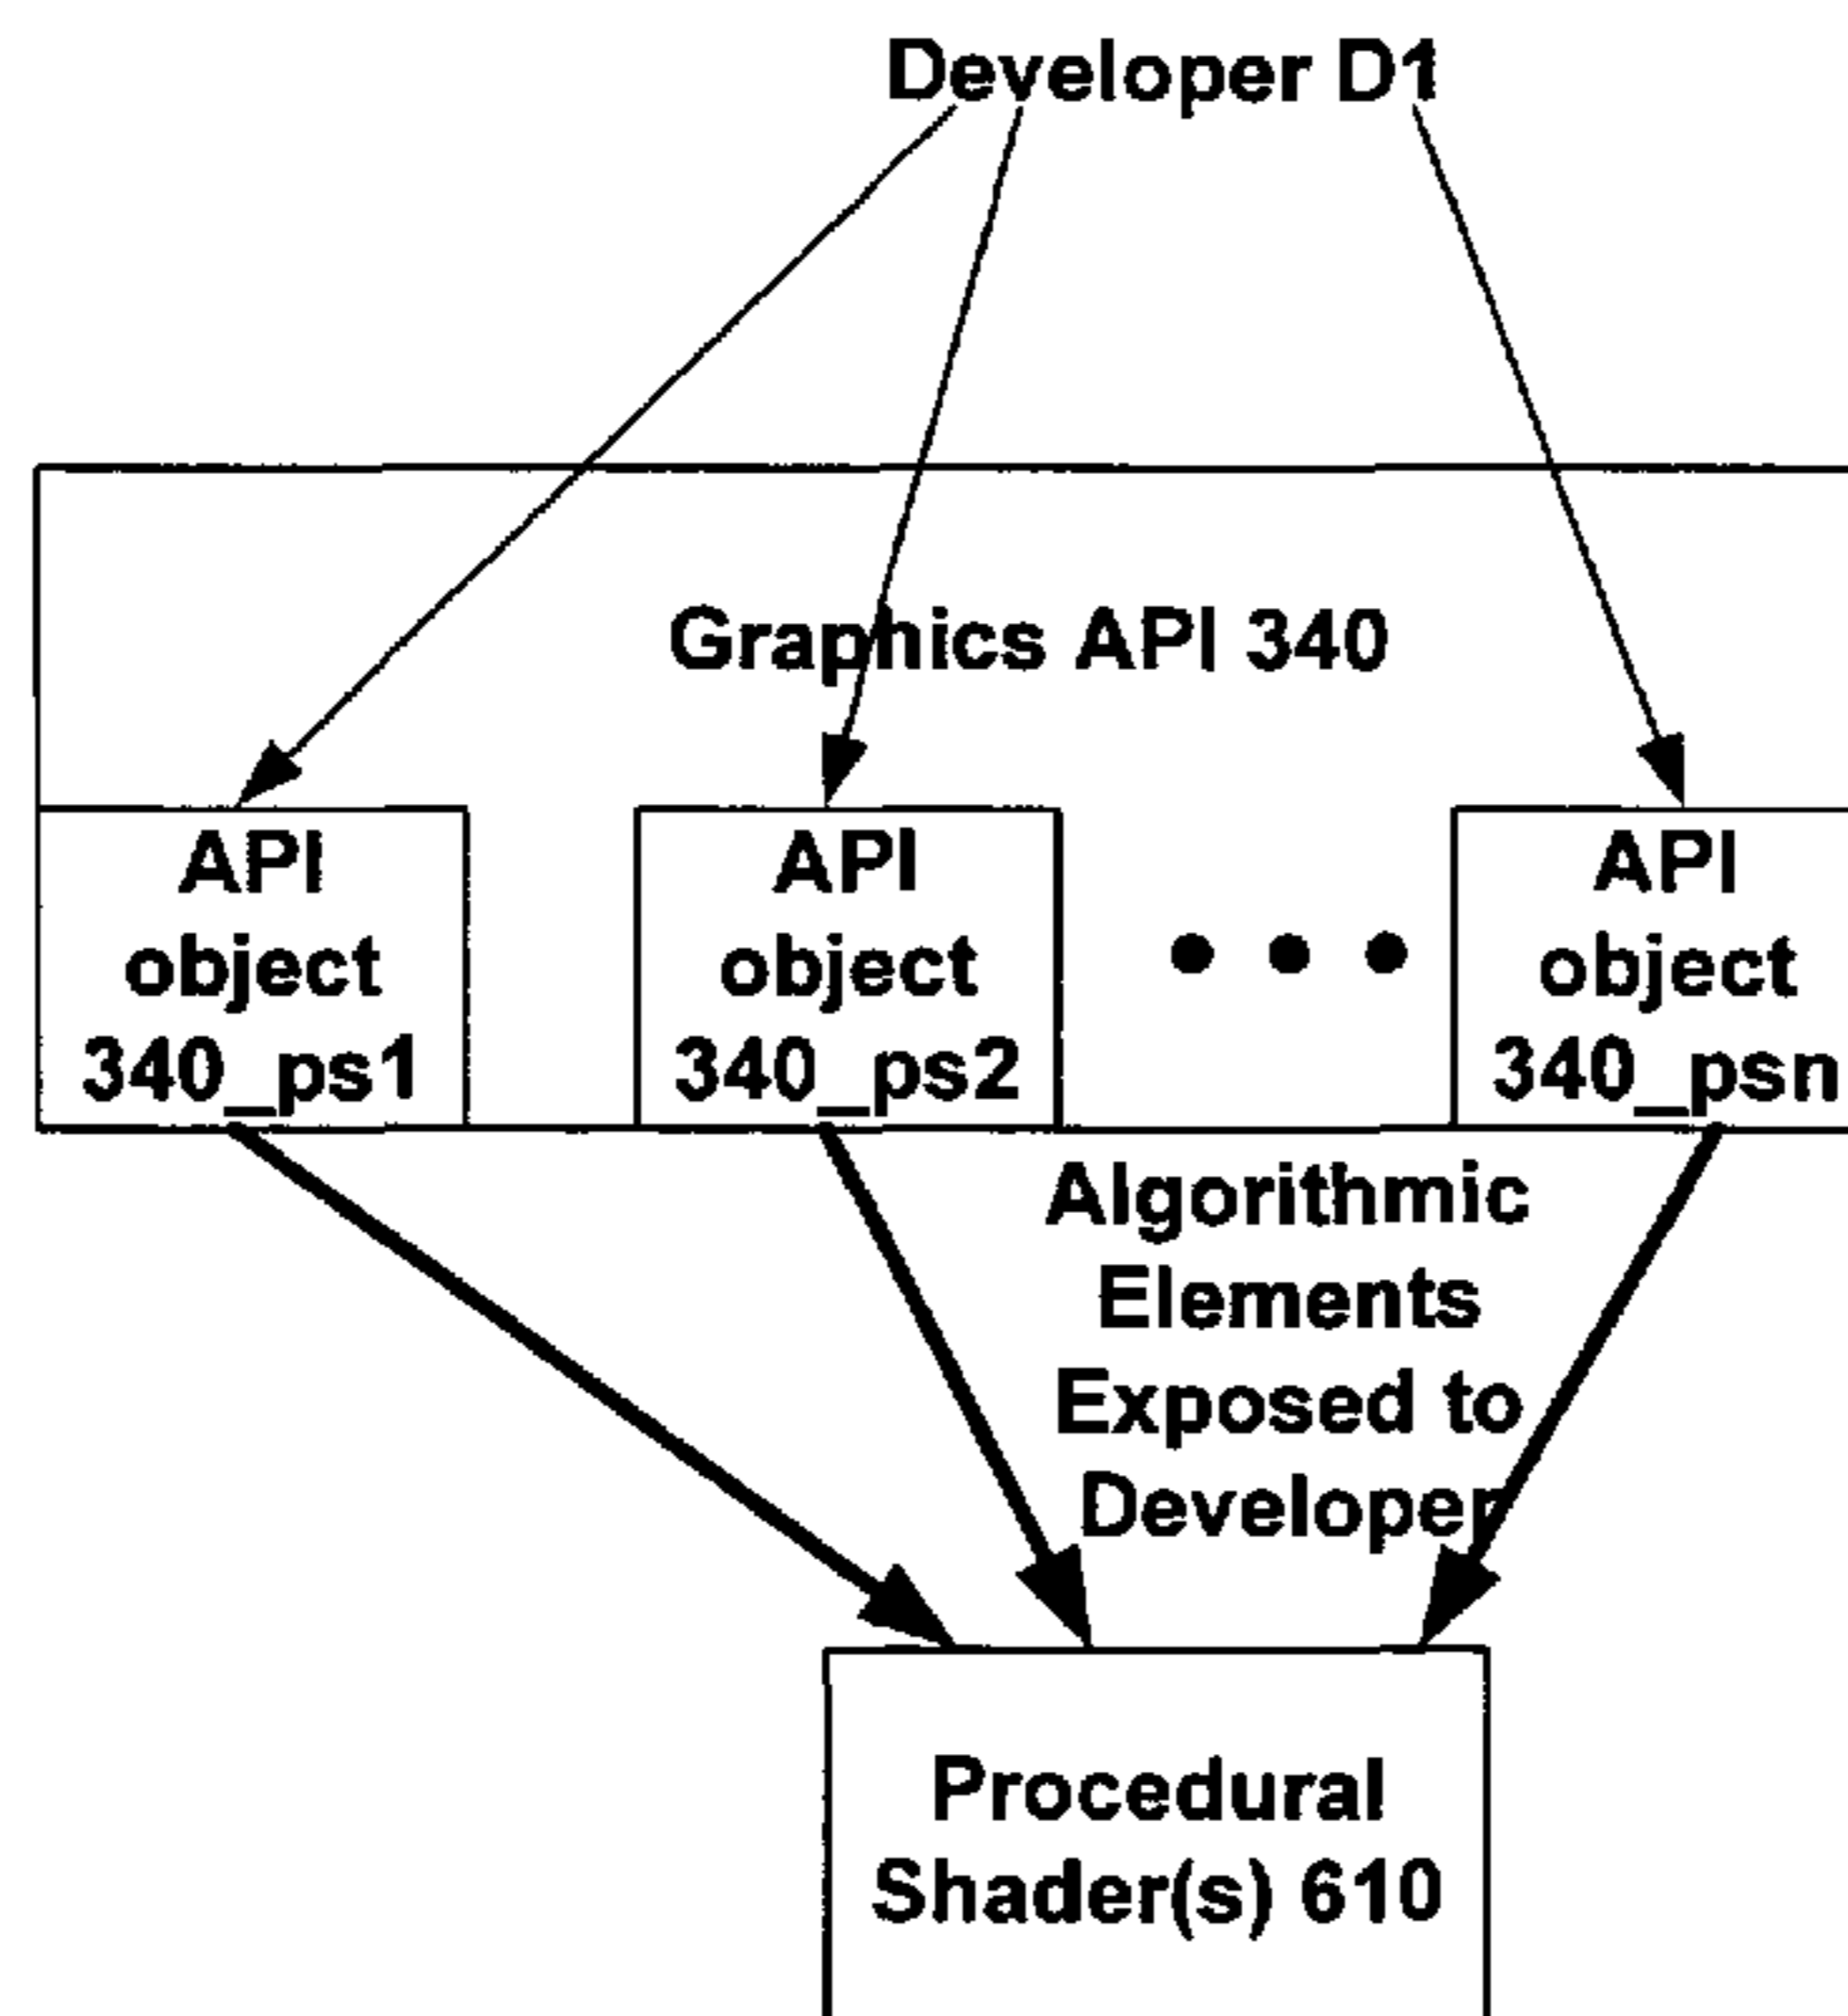 Developer D1
Graphics API 340
API
object
340_ps1
API
object
340_ps2
API
object
340_psn
Algorithmic
Elements
Exposed to
Developer
Procedural
Shader(s) 610